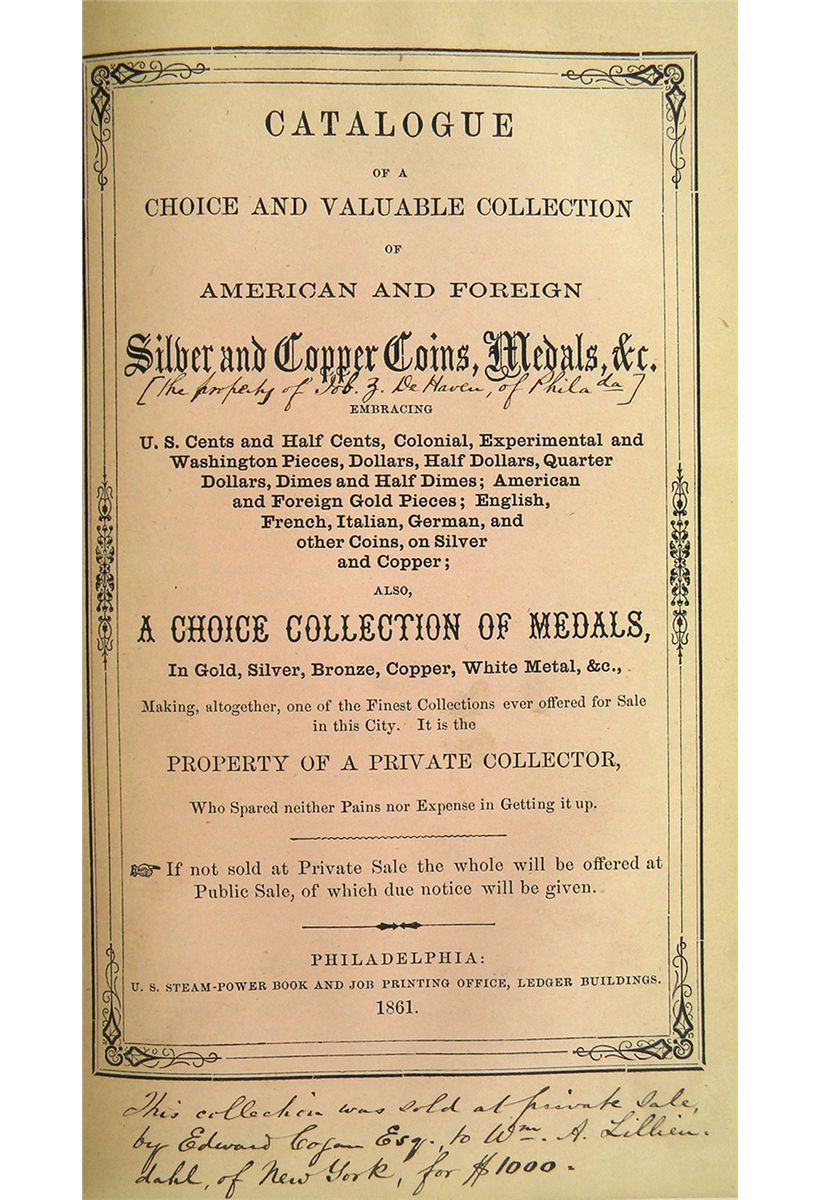 CATALOGUE
OF A
CHOICE AND VALUABLE COLLECTION
OF
AMERICAN AND FOREIGN
Silver and Copper Coins, Medals, &c.
[The property of Job. Z. De Haven, of Philada]
EMBRACING
U. S. Cents and Half Cents, Colonial, Experimental and
Washington Pieces, Dollars, Half Dollars, Quarter
Dollars, Dimes and Half Dimes; American
and Foreign Gold Pieces; English,
French, Italian, German, and
other Coins, on Silver
and Copper;
ALSO,
A CHOICE COLLECTION OF MEDALS,
In Gold, Silver, Bronze, Copper, White Metal, &c.,
Making, altogether, one of the Finest Collections ever offered for Sale
in this City. It is the
PROPERTY OF A PRIVATE COLLECTOR,
Who Spared neither Pains nor Expense in Getting it up.
☞ If not sold at Private Sale the whole will be offered at
Public Sale, of which due notice will be given.
PHILADELPHIA:
U. S. STEAM-POWER BOOK AND JOB PRINTING OFFICE, LEDGER BUILDINGS.
1861.
This collection was sold at private sale,
by Edward Cogan Esq., to Wm. A. Lillien-
dahl, of New York, for $1000.